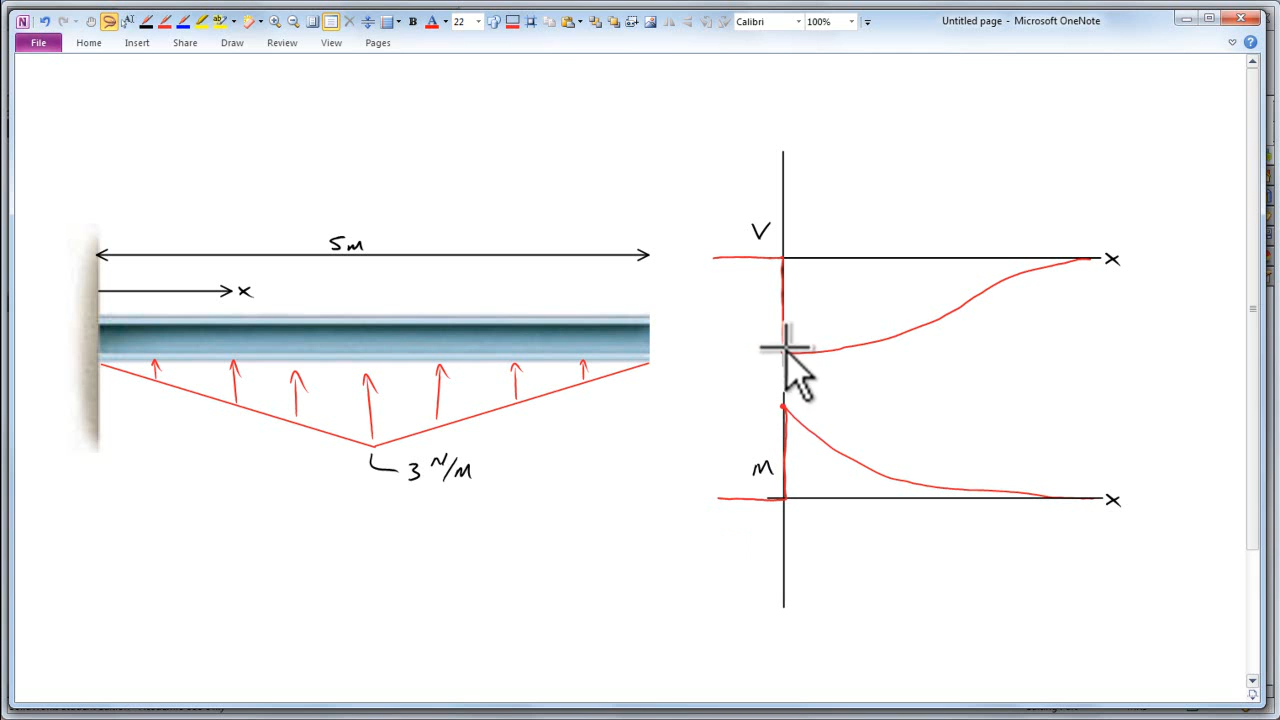 Calibri
100%
22
Untitled page - Microsoft OneNote
File
Home
Insert
Share
Draw
Review
View
Pages
5m
x
3 N/M
V
x
M
x